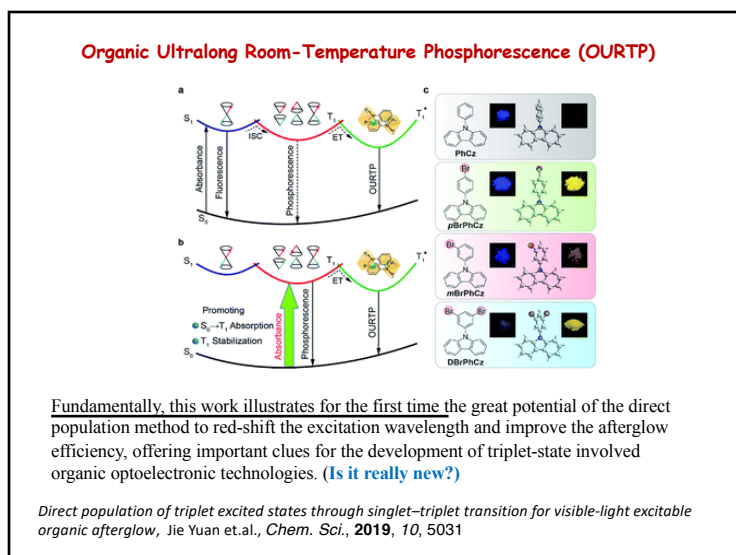 Organic Ultralong Room-Temperature Phosphorescence (OURTP)
a
S₁
ISC
T₁
ET
T₁*
Absorbance
Fluorescence
Phosphorescence
OURTP
S₀
b
S₁
T₁
ET
T₁*
Promoting
S₀→T₁ Absorption
T₁ Stabilization
Absorbance
Phosphorescence
OURTP
S₀
c
N
PhCz
Br
N
pBrPhCz
Br
N
mBrPhCz
Br
Br
N
DBrPhCz
Fundamentally, this work illustrates for the first time the great potential of the direct
population method to red-shift the excitation wavelength and improve the afterglow
efficiency, offering important clues for the development of triplet-state involved
organic optoelectronic technologies. (Is it really new?)
Direct population of triplet excited states through singlet–triplet transition for visible-light excitable
organic afterglow, Jie Yuan et.al., Chem. Sci., 2019, 10, 5031